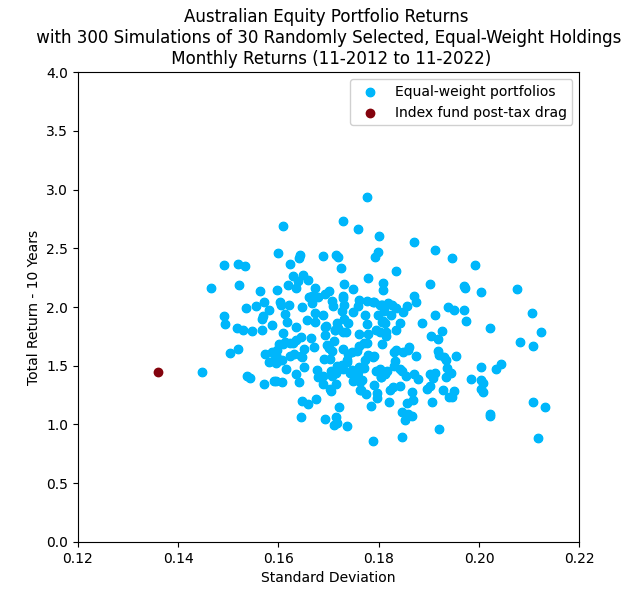 Australian Equity Portfolio Returns
with 300 Simulations of 30 Randomly Selected, Equal-Weight Holdings
Monthly Returns (11-2012 to 11-2022)
Equal-weight portfolios
Index fund post-tax drag
Total Return - 10 Years
4.0
3.5
3.0
2.5
2.0
1.5
1.0
0.5
0.0
0.12 0.14 0.16 0.18 0.20 0.22
Standard Deviation